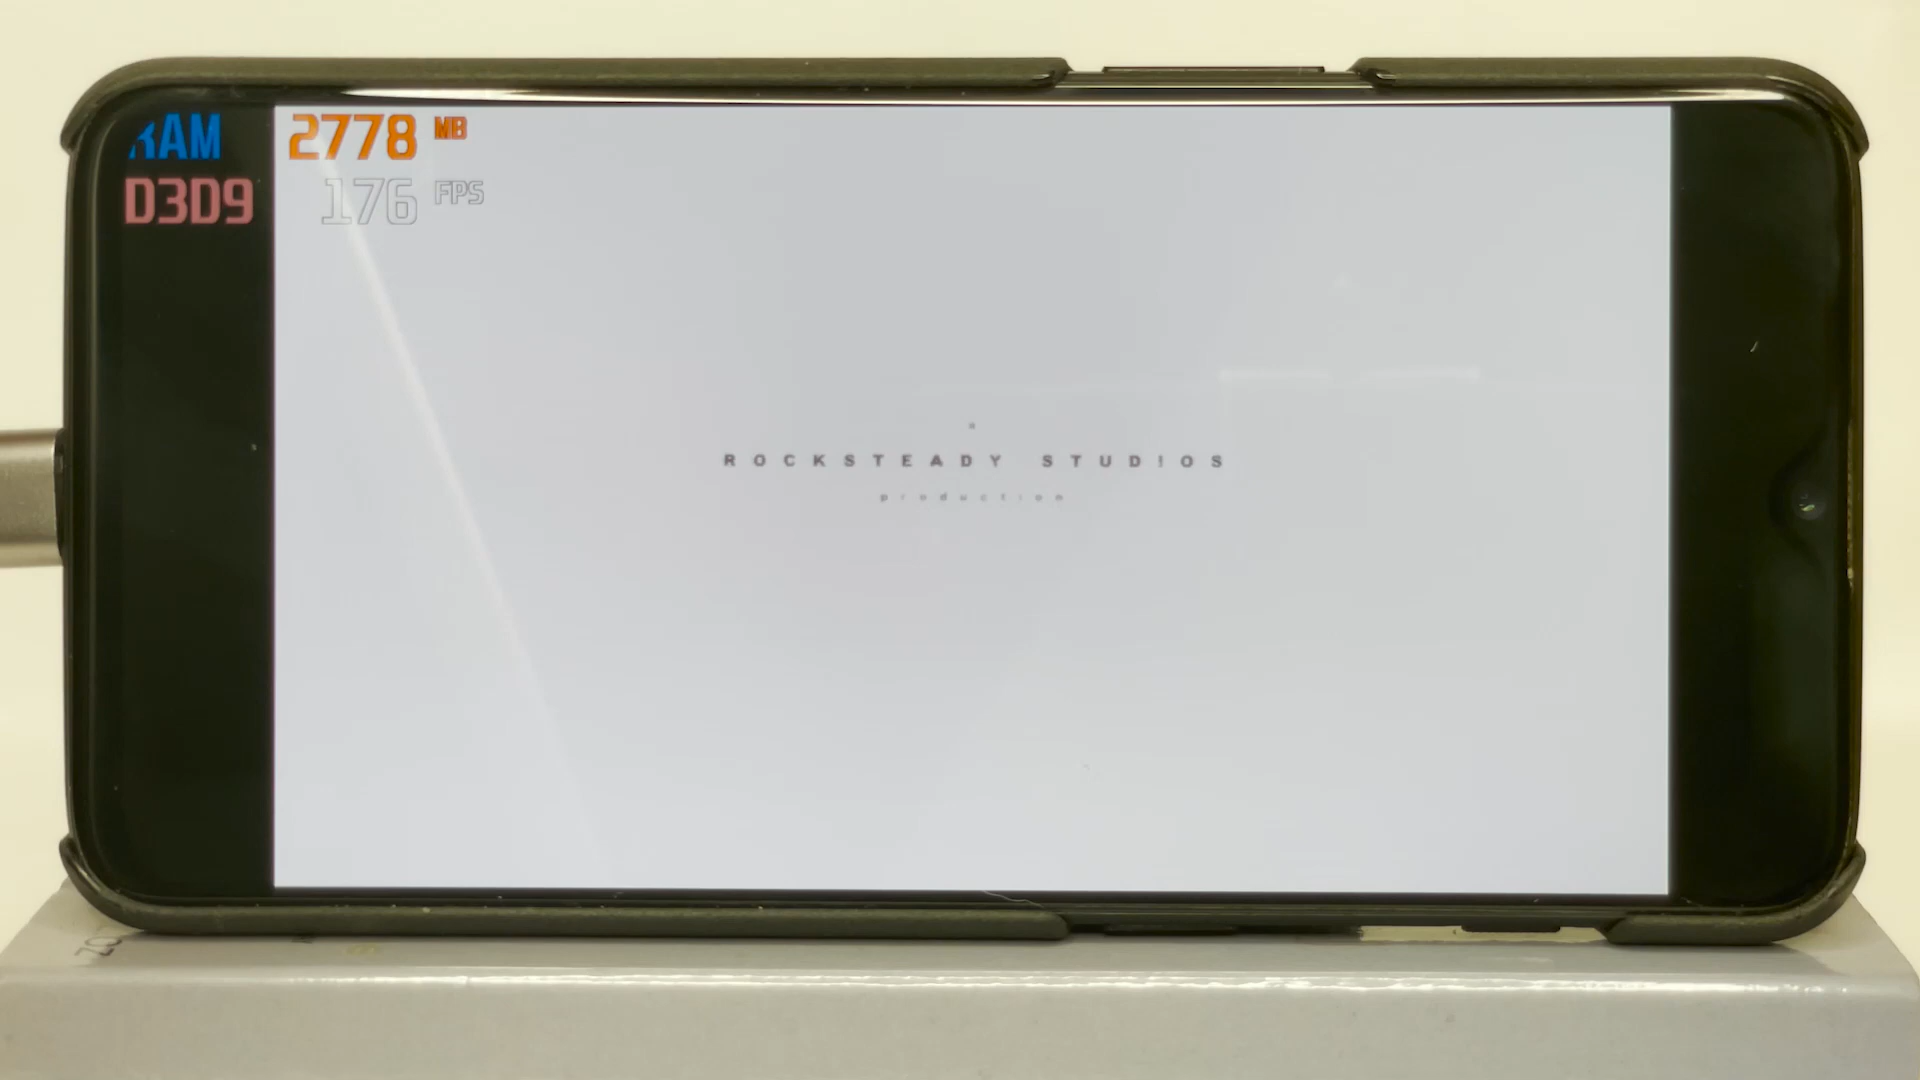 RAM 2778 MB
D3D9 176 FPS
ROCKSTEADY STUDIOS
production